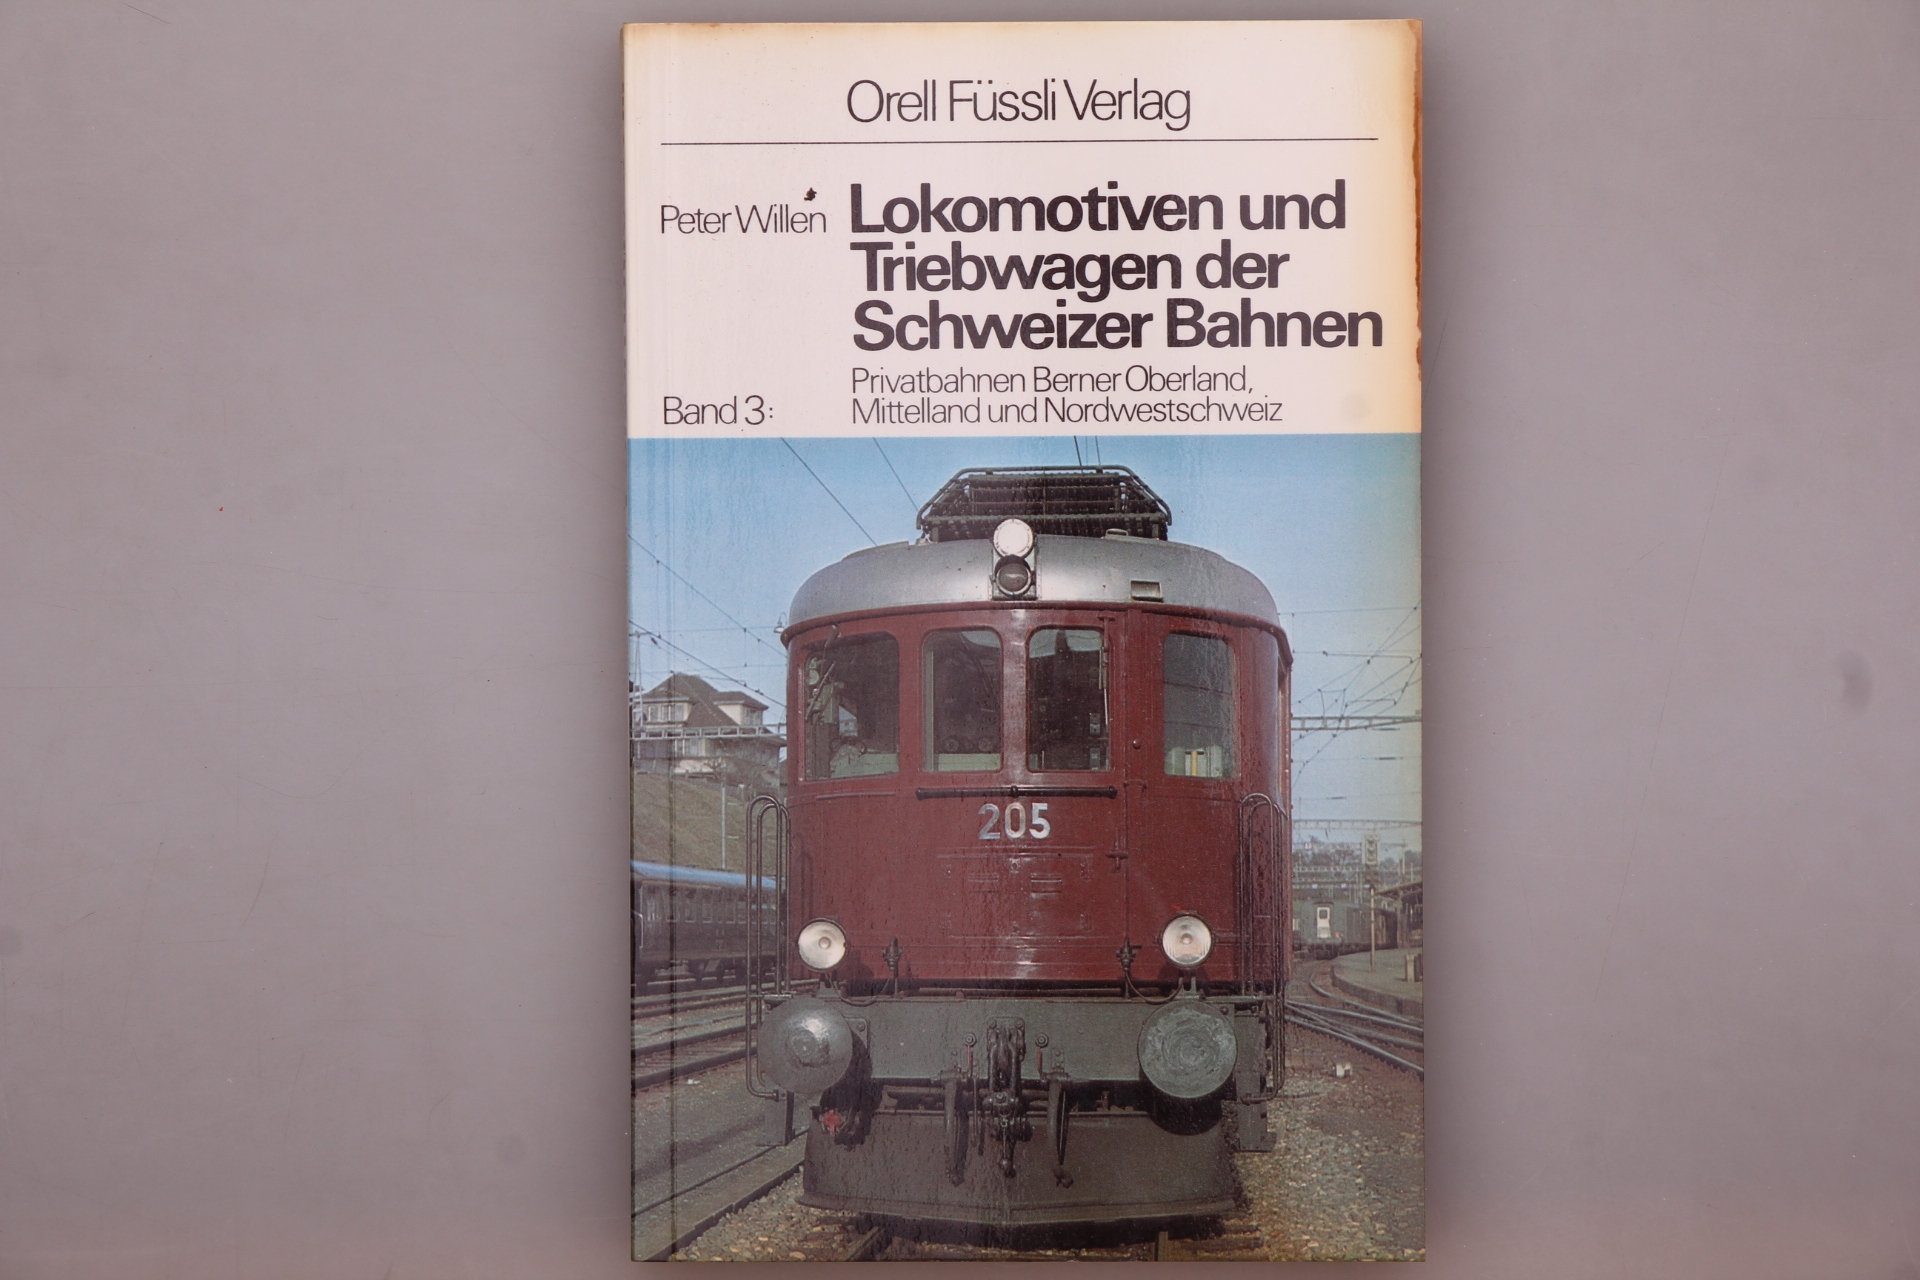 Orell Füssli Verlag
Peter Willen
Lokomotiven und
Triebwagen der
Schweizer Bahnen
Band 3:
Privatbahnen Berner Oberland,
Mittelland und Nordwestschweiz
205